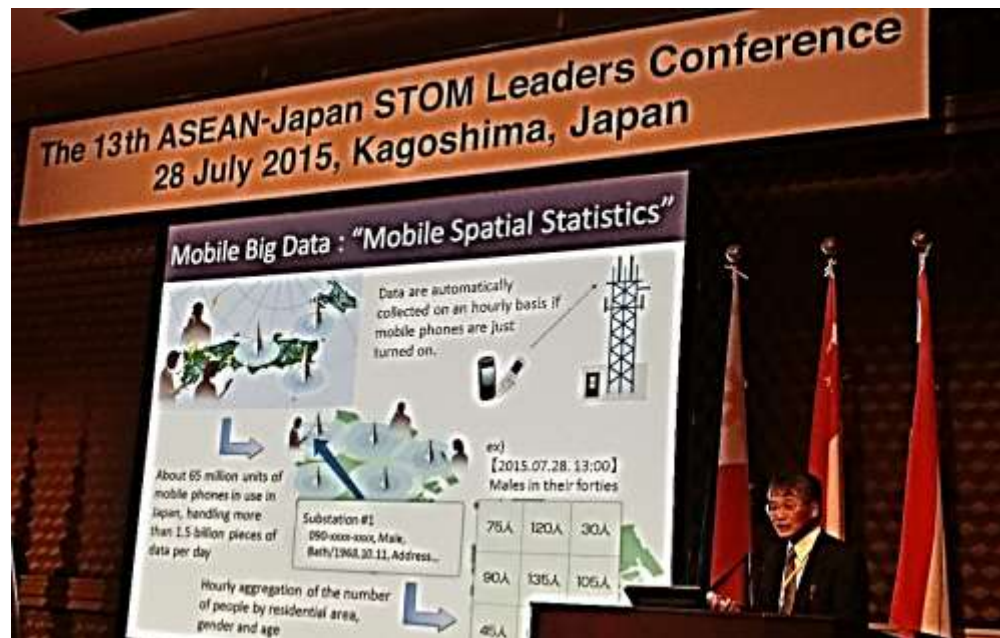 The 13th ASEAN-Japan STOM Leaders Conference
28 July 2015, Kagoshima, Japan
Mobile Big Data : “Mobile Spatial Statistics”
Data are automatically
collected on an hourly basis if
mobile phones are just
turned on.
About 65 million units of
mobile phones in use in
Japan, handling more
than 1.5 billion pieces of
data per day
Substation #1
090-xxxx-xxxx, Male,
Bath/1968.10.11, Address...
ex)
【2015.07.28. 13:00】
Males in their forties
75人 120人 30人
90人 135人 105人
45人
Hourly aggregation of the number
of people by residential area,
gender and age